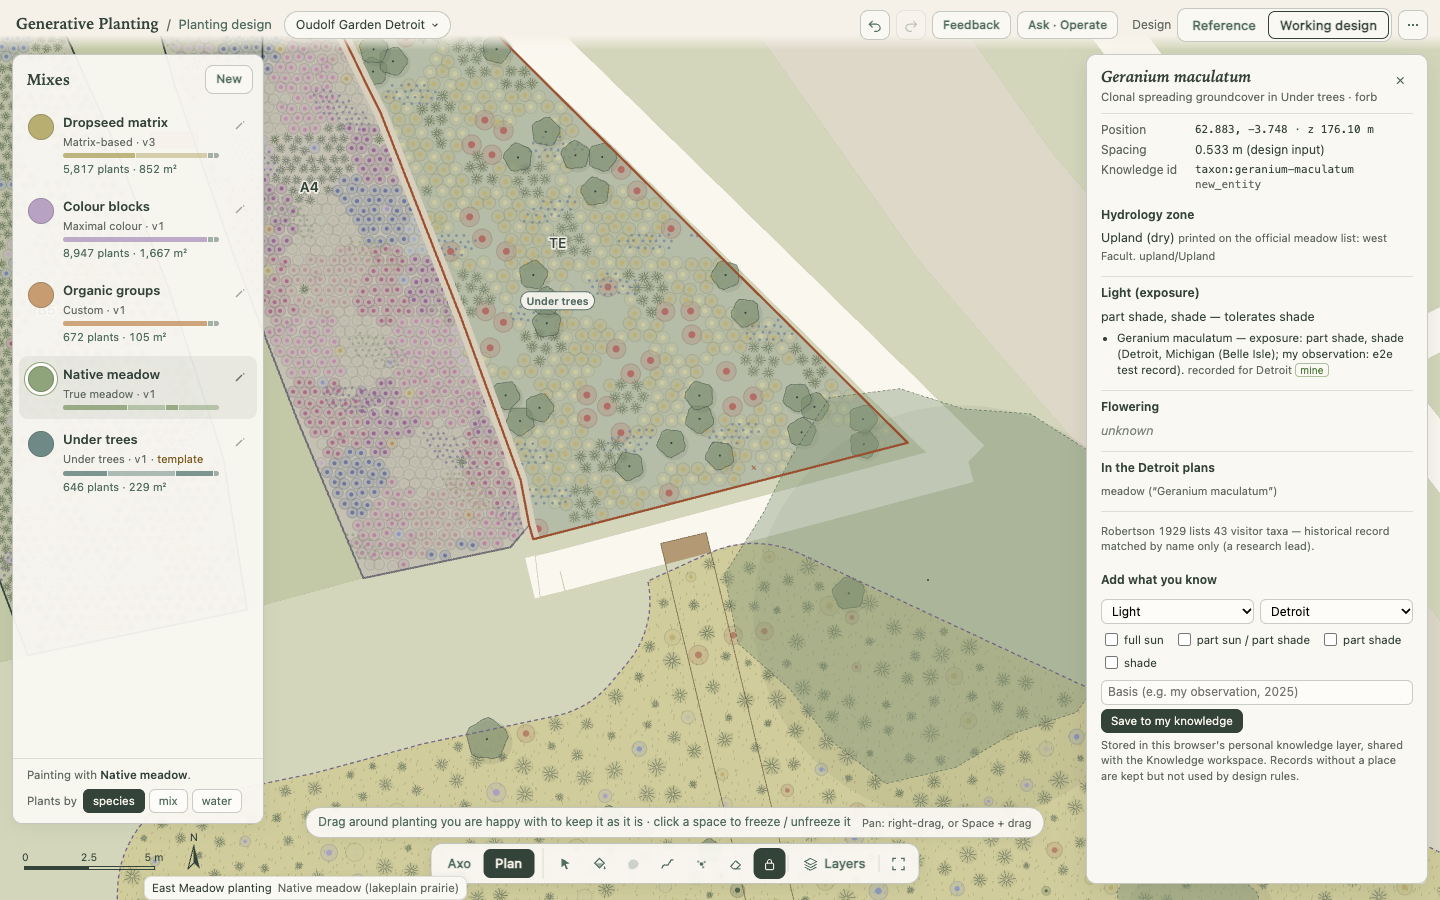 Generative Planting / Planting design Oudolf Garden Detroit
Feedback Ask · Operate Design Reference Working design ...
Mixes New
Dropseed matrix
Matrix-based · v3
5,817 plants · 852 m²
Colour blocks
Maximal colour · v1
8,947 plants · 1,667 m²
Organic groups
Custom · v1
672 plants · 105 m²
Native meadow
True meadow · v1
Under trees
Under trees · v1 · template
646 plants · 229 m²
Painting with Native meadow.
Plants by species mix water
A4
TE
Under trees
Geranium maculatum ×
Clonal spreading groundcover in Under trees · forb
Position 62.883, −3.748 · z 176.10 m
Spacing 0.533 m (design input)
Knowledge id taxon:geranium-maculatum
new_entity
Hydrology zone
Upland (dry) printed on the official meadow list: west
Facult. upland/Upland
Light (exposure)
part shade, shade — tolerates shade
• Geranium maculatum — exposure: part shade, shade
(Detroit, Michigan (Belle Isle); my observation: e2e
test record). recorded for Detroit mine
Flowering
unknown
In the Detroit plans
meadow (“Geranium maculatum”)
Robertson 1929 lists 43 visitor taxa — historical record
matched by name only (a research lead).
Add what you know
Light Detroit
full sun part sun / part shade part shade
shade
Basis (e.g. my observation, 2025)
Save to my knowledge
Stored in this browser's personal knowledge layer, shared
with the Knowledge workspace. Records without a place
are kept but not used by design rules.
Drag around planting you are happy with to keep it as it is · click a space to freeze / unfreeze it Pan: right-drag, or Space + drag
N
0 2.5 5 m
Axo Plan Layers
East Meadow planting Native meadow (lakeplain prairie)